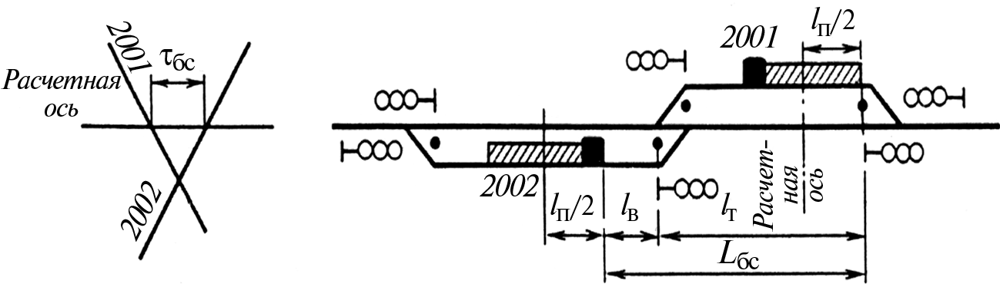 2001
τбс
Расчетная
ось
2002
2001
lП/2
2002
lП/2
lВ
lТ
Расчет-
ная
ось
Lбс